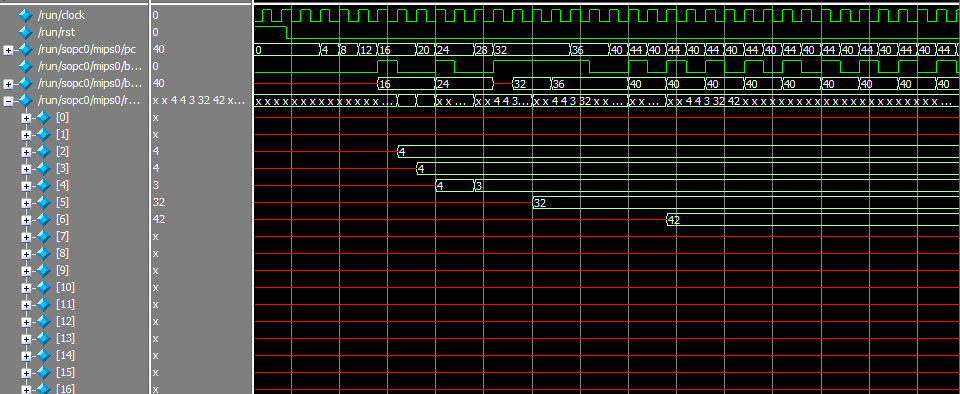 /run/clock 0
/run/rst 0
/run/sopc0/mips0/pc 40 0 4 8 12 16 20 24 28 32 36 40 44 40 44 40 44 40 44 40 44 40 44 40 44 40 44 40 44
/run/sopc0/mips0/b... 0
/run/sopc0/mips0/b... 40 16 24 32 36 40 40 40 40 40 40 40 40 40
/run/sopc0/mips0/r... x x 4 4 3 32 42 x... x x x x x x x x x x x x x x x ... x x ... x x 4 4 3... x x 4 4 3 32 x x x ... x x ... x x 4 4 3 32 42 x x x x x x x x x x x x x x x x x x...
[0] x
[1] x
[2] 4 4
[3] 4 4
[4] 3 4 3
[5] 32 32
[6] 42 42
[7] x
[8] x
[9] x
[10] x
[11] x
[12] x
[13] x
[14] x
[15] x
[16] x